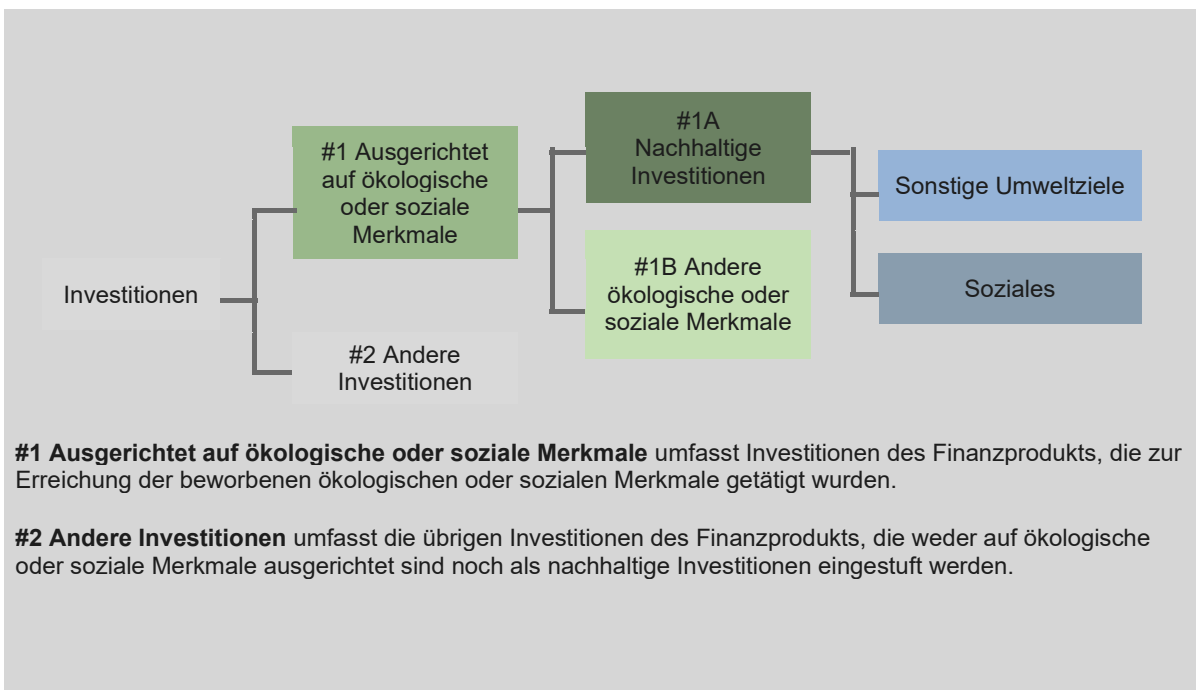 #1A
Nachhaltige
Investitionen
#1 Ausgerichtet
auf ökologische
oder soziale
Merkmale
Sonstige Umweltziele
#1B Andere
ökologische oder
soziale Merkmale
Soziales
Investitionen
#2 Andere
Investitionen
#1 Ausgerichtet auf ökologische oder soziale Merkmale umfasst Investitionen des Finanzprodukts, die zur
Erreichung der beworbenen ökologischen oder sozialen Merkmale getätigt wurden.
#2 Andere Investitionen umfasst die übrigen Investitionen des Finanzprodukts, die weder auf ökologische
oder soziale Merkmale ausgerichtet sind noch als nachhaltige Investitionen eingestuft werden.